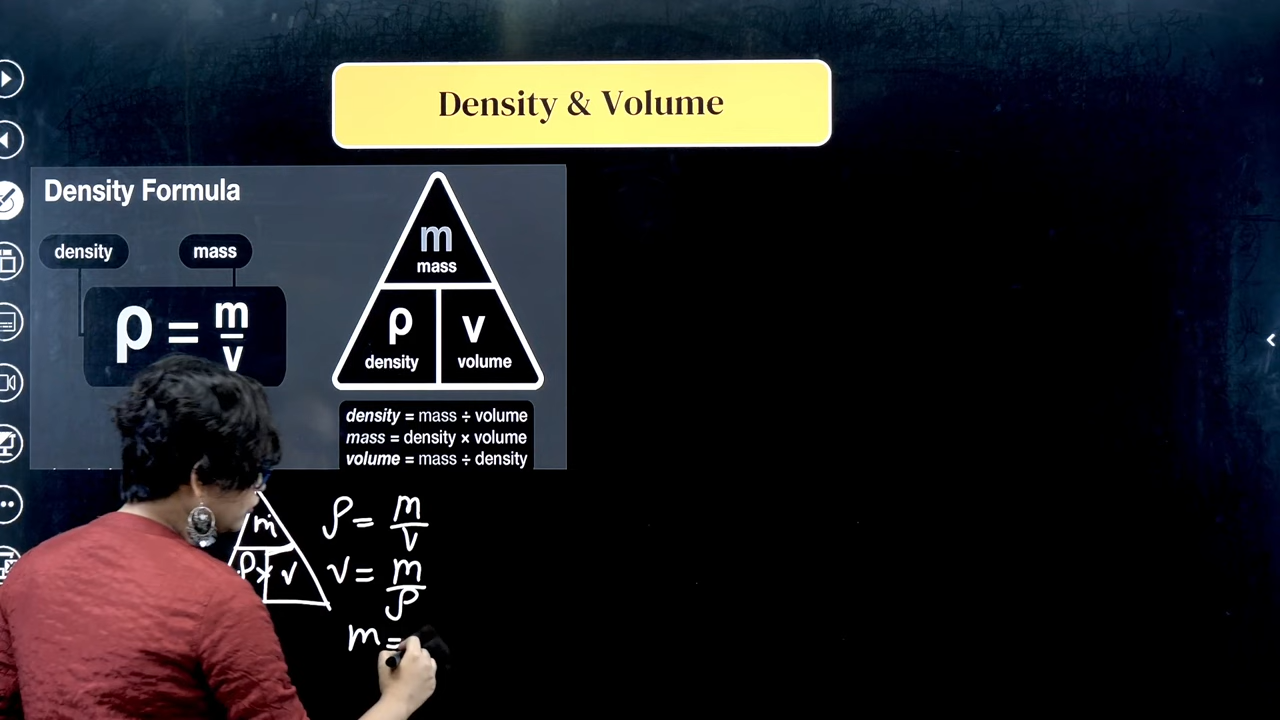 Density & Volume
Density Formula
density mass
ρ = m/v
m
mass
ρ v
density volume
density = mass ÷ volume
mass = density × volume
volume = mass ÷ density
m
ρ × v
ρ = m/v
v = m/ρ
m =